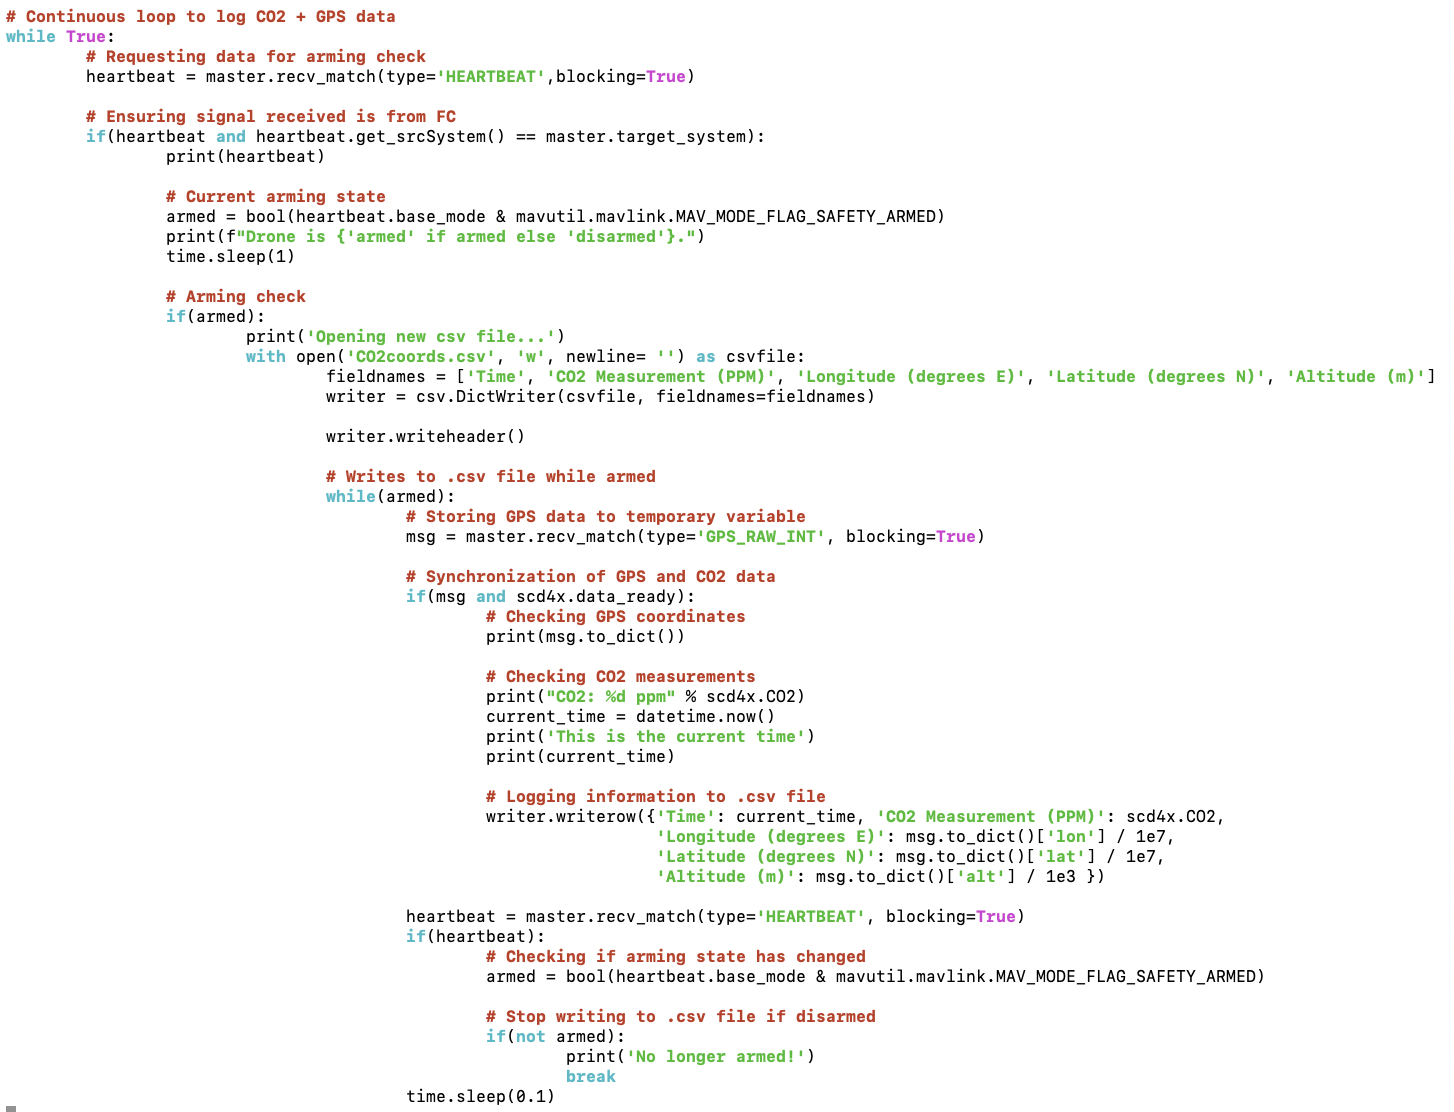 # Continuous loop to log CO2 + GPS data
while True:
        # Requesting data for arming check
        heartbeat = master.recv_match(type='HEARTBEAT',blocking=True)

        # Ensuring signal received is from FC
        if(heartbeat and heartbeat.get_srcSystem() == master.target_system):
                print(heartbeat)

                # Current arming state
                armed = bool(heartbeat.base_mode & mavutil.mavlink.MAV_MODE_FLAG_SAFETY_ARMED)
                print(f"Drone is {'armed' if armed else 'disarmed'}.")
                time.sleep(1)

                # Arming check
                if(armed):
                        print('Opening new csv file...')
                        with open('CO2coords.csv', 'w', newline= '') as csvfile:
                                fieldnames = ['Time', 'CO2 Measurement (PPM)', 'Longitude (degrees E)', 'Latitude (degrees N)', 'Altitude (m)']
                                writer = csv.DictWriter(csvfile, fieldnames=fieldnames)

                                writer.writeheader()

                                # Writes to .csv file while armed
                                while(armed):
                                        # Storing GPS data to temporary variable
                                        msg = master.recv_match(type='GPS_RAW_INT', blocking=True)

                                        # Synchronization of GPS and CO2 data
                                        if(msg and scd4x.data_ready):
                                                # Checking GPS coordinates
                                                print(msg.to_dict())

                                                # Checking CO2 measurements
                                                print("CO2: %d ppm" % scd4x.CO2)
                                                current_time = datetime.now()
                                                print('This is the current time')
                                                print(current_time)

                                                # Logging information to .csv file
                                                writer.writerow({'Time': current_time, 'CO2 Measurement (PPM)': scd4x.CO2,
                                                                 'Longitude (degrees E)': msg.to_dict()['lon'] / 1e7,
                                                                 'Latitude (degrees N)': msg.to_dict()['lat'] / 1e7,
                                                                 'Altitude (m)': msg.to_dict()['alt'] / 1e3 })

                                        heartbeat = master.recv_match(type='HEARTBEAT', blocking=True)
                                        if(heartbeat):
                                                # Checking if arming state has changed
                                                armed = bool(heartbeat.base_mode & mavutil.mavlink.MAV_MODE_FLAG_SAFETY_ARMED)

                                                # Stop writing to .csv file if disarmed
                                                if(not armed):
                                                        print('No longer armed!')
                                                        break
                                        time.sleep(0.1)